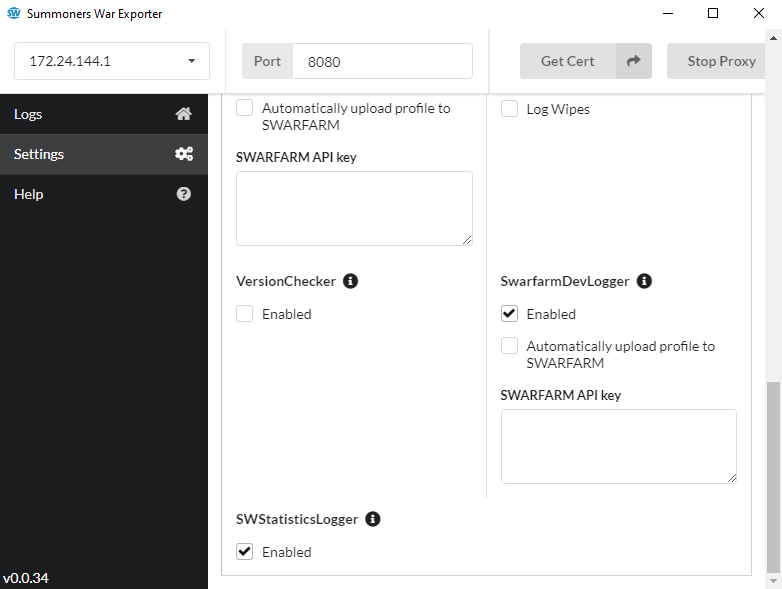 SW Summoners War Exporter
172.24.144.1
Port
8080
Get Cert
Stop Proxy
Logs
Settings
Help
v0.0.34
Automatically upload profile to
SWARFARM
SWARFARM API key
Log Wipes
VersionChecker
Enabled
SwarfarmDevLogger
Enabled
Automatically upload profile to
SWARFARM
SWARFARM API key
SWStatisticsLogger
Enabled